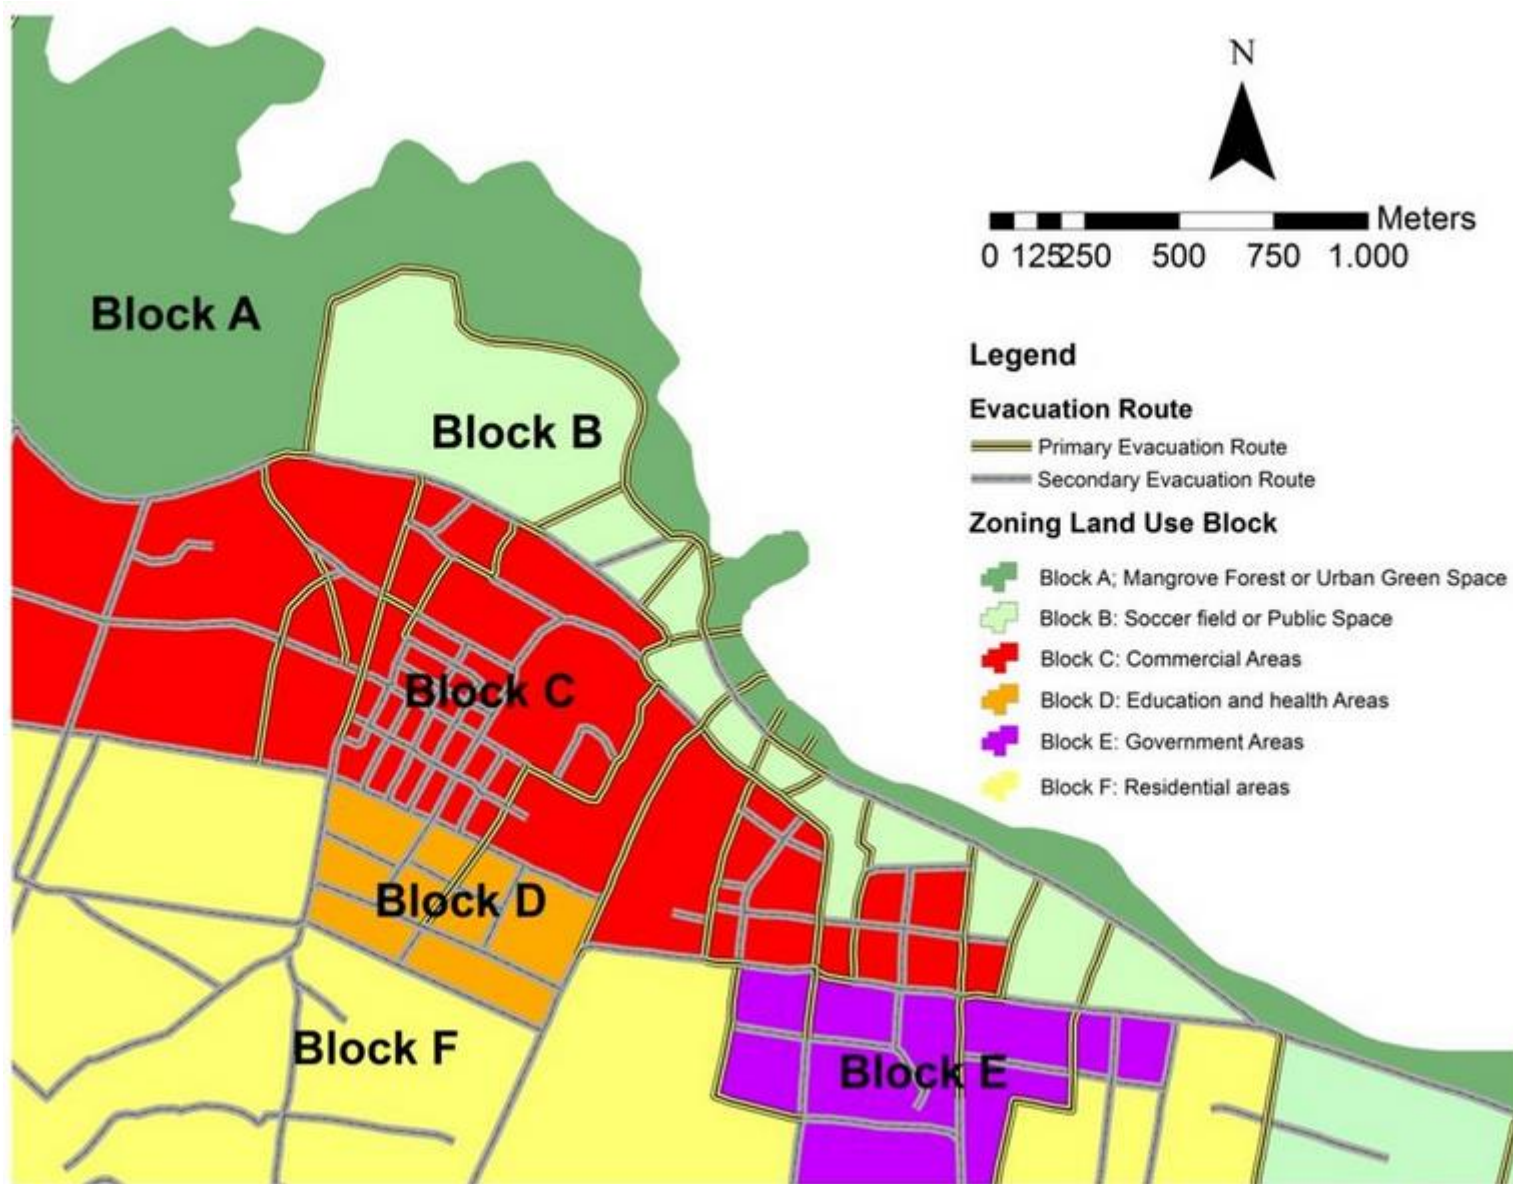 N
Meters
0 125250 500 750 1.000
Block A
Block B
Block C
Block D
Block F
Block E
Legend
Evacuation Route
Primary Evacuation Route
Secondary Evacuation Route
Zoning Land Use Block
Block A; Mangrove Forest or Urban Green Space
Block B: Soccer field or Public Space
Block C: Commercial Areas
Block D: Education and health Areas
Block E: Government Areas
Block F: Residential areas